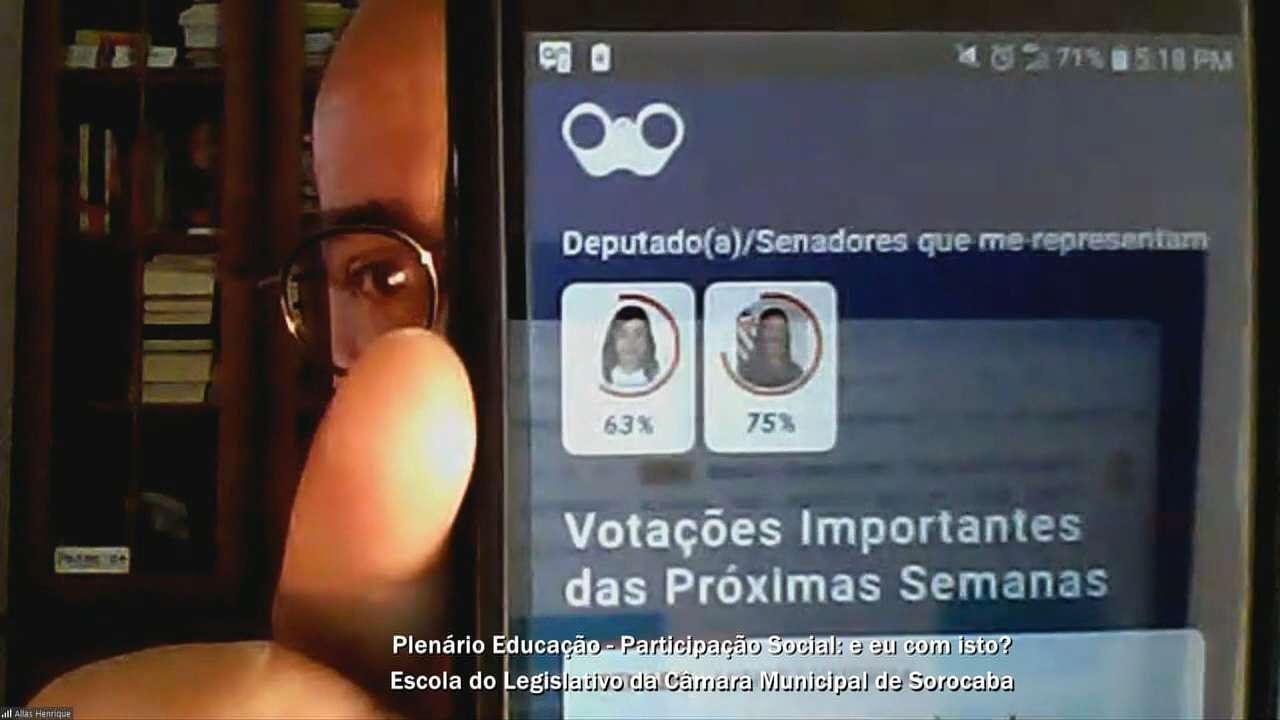 71% 5:18 PM
Deputado(a)/Senadores que me representam
63% 75%
Votações Importantes
das Próximas Semanas
Plenário Educação - Participação Social: e eu com isto?
Escola do Legislativo da Câmara Municipal de Sorocaba
Allas Henrique